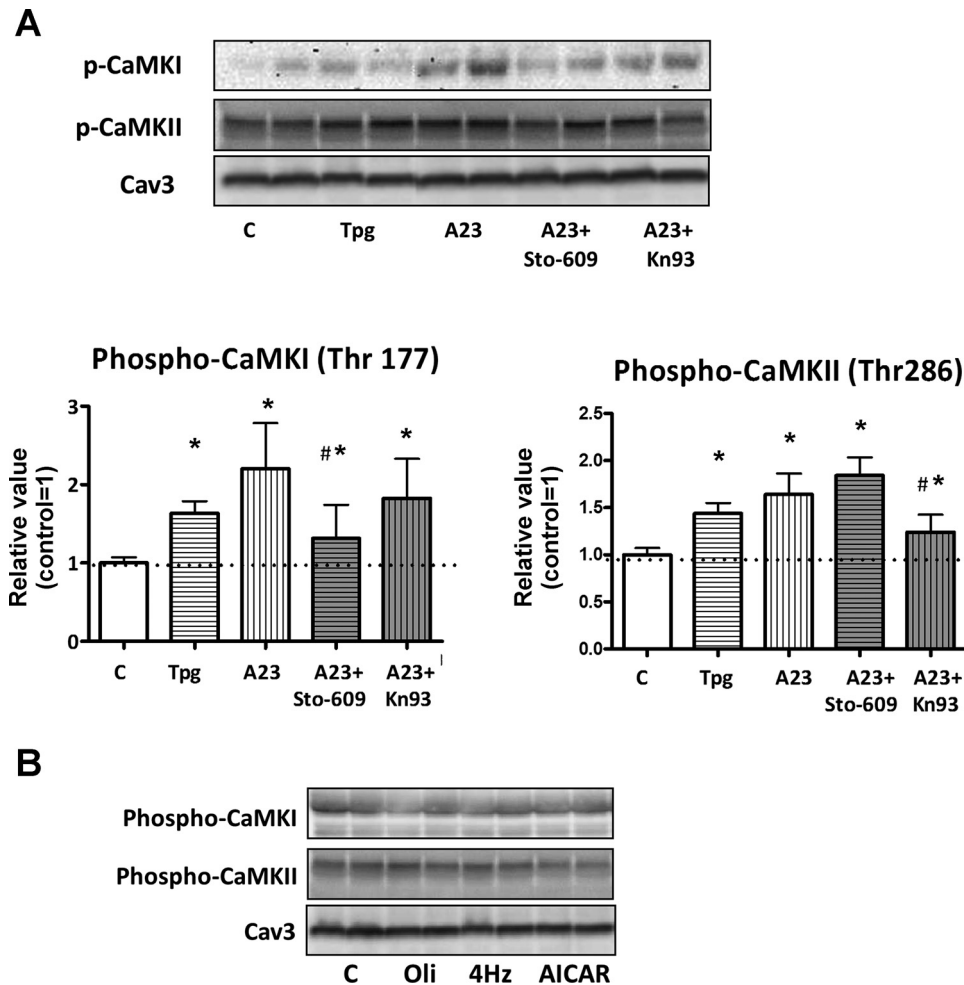 A
p-CaMKI
p-CaMKII
Cav3
C Tpg A23 A23+ A23+
Sto-609 Kn93
Phospho-CaMKI (Thr 177)
Relative value
(control=1)
3
2
1
0
* * # * *
C Tpg A23 A23+ A23+
Sto-609 Kn93
Phospho-CaMKII (Thr286)
Relative value
(control=1)
2.5
2.0
1.5
1.0
0.5
0.0
* * * # *
C Tpg A23 A23+ A23+
Sto-609 Kn93
B
Phospho-CaMKI
Phospho-CaMKII
Cav3
C Oli 4Hz AICAR